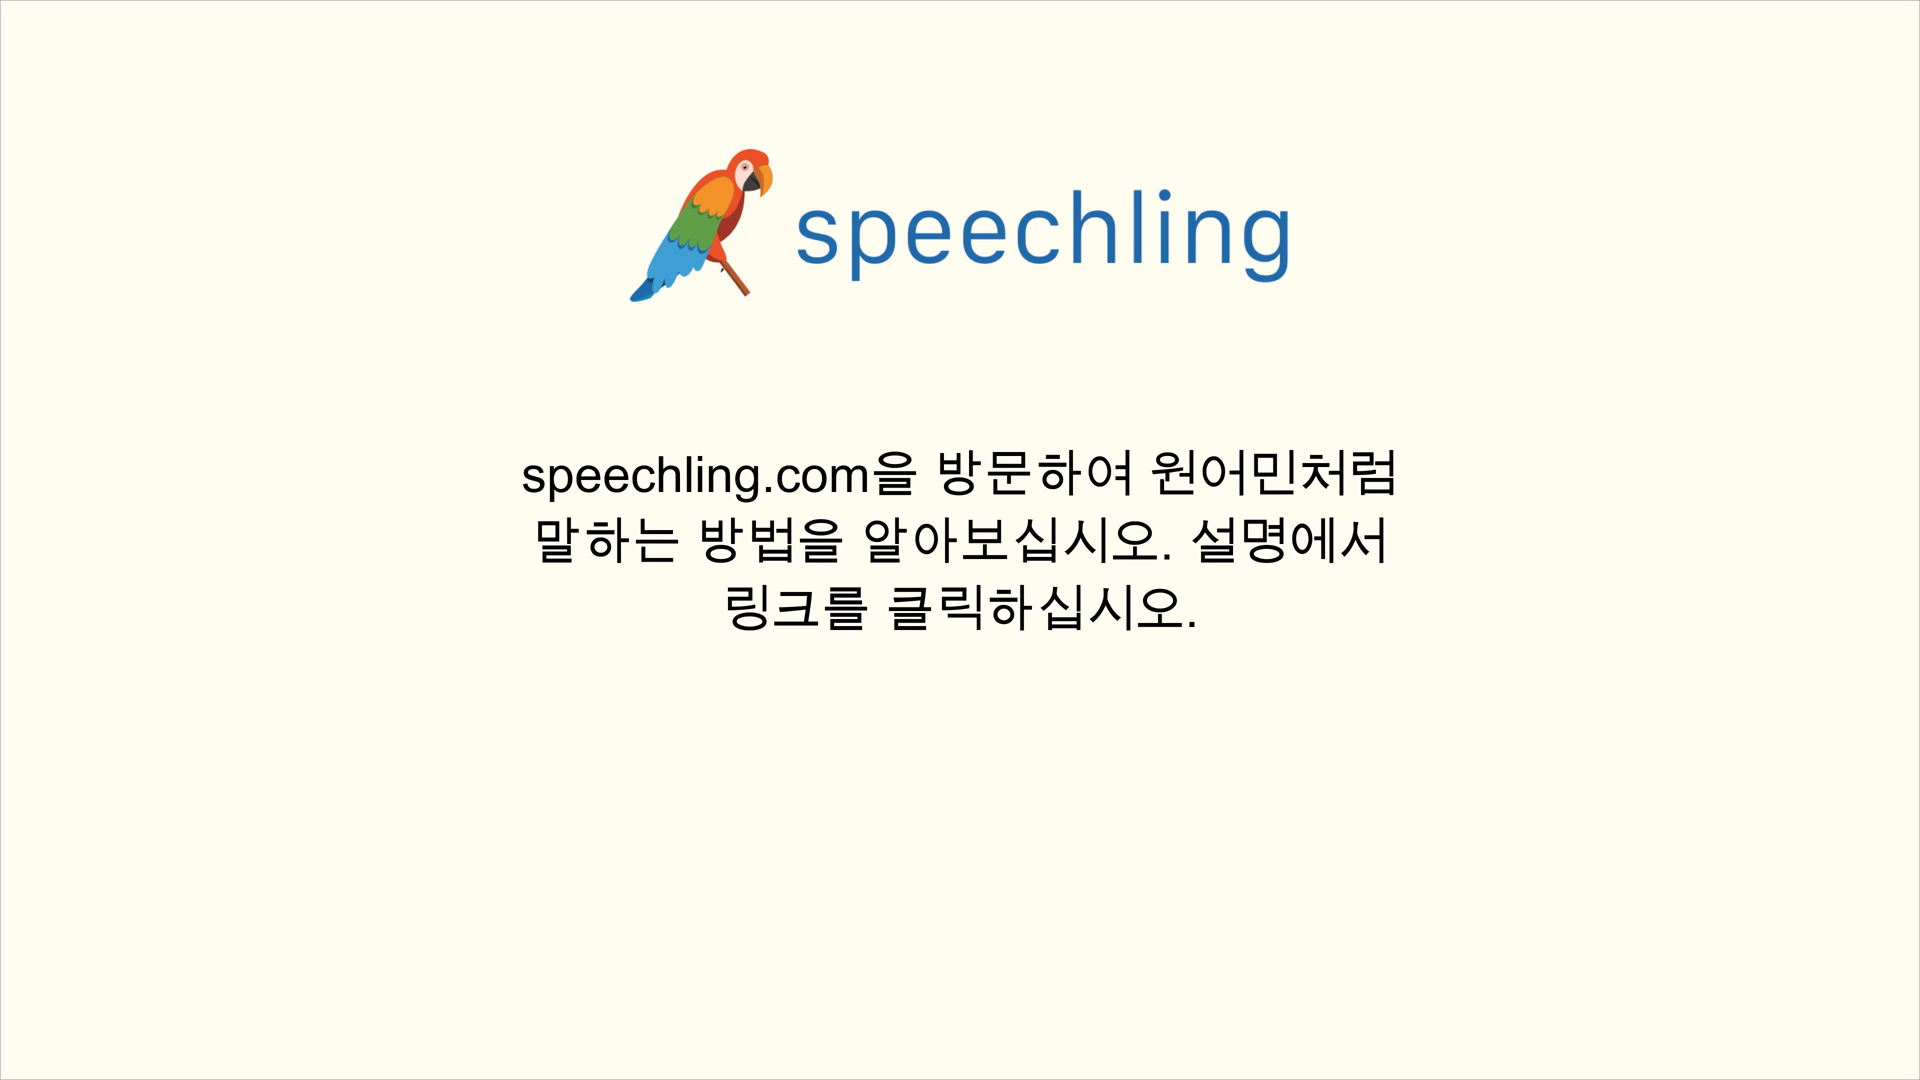 speechling
speechling.com을 방문하여 원어민처럼
말하는 방법을 알아보십시오. 설명에서
링크를 클릭하십시오.